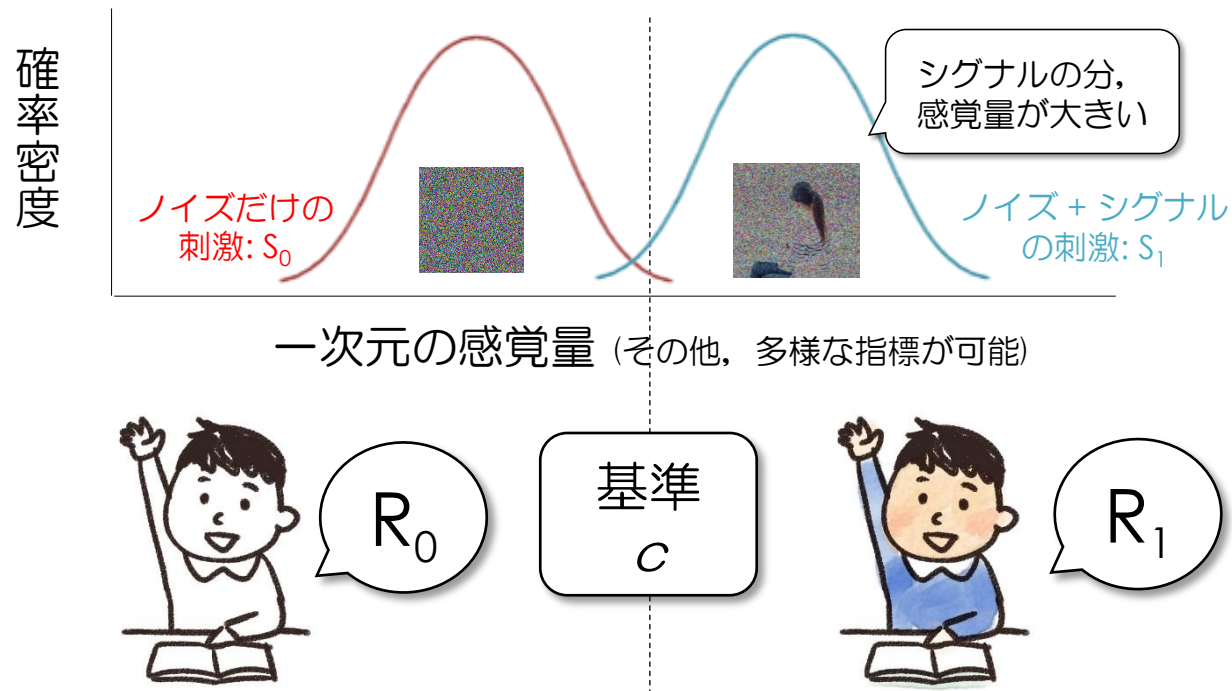 確率密度
シグナルの分，
感覚量が大きい
ノイズだけの
刺激: S₀
ノイズ + シグナル
の刺激: S₁
一次元の感覚量 (その他，多様な指標が可能)
R₀
基準
c
R₁